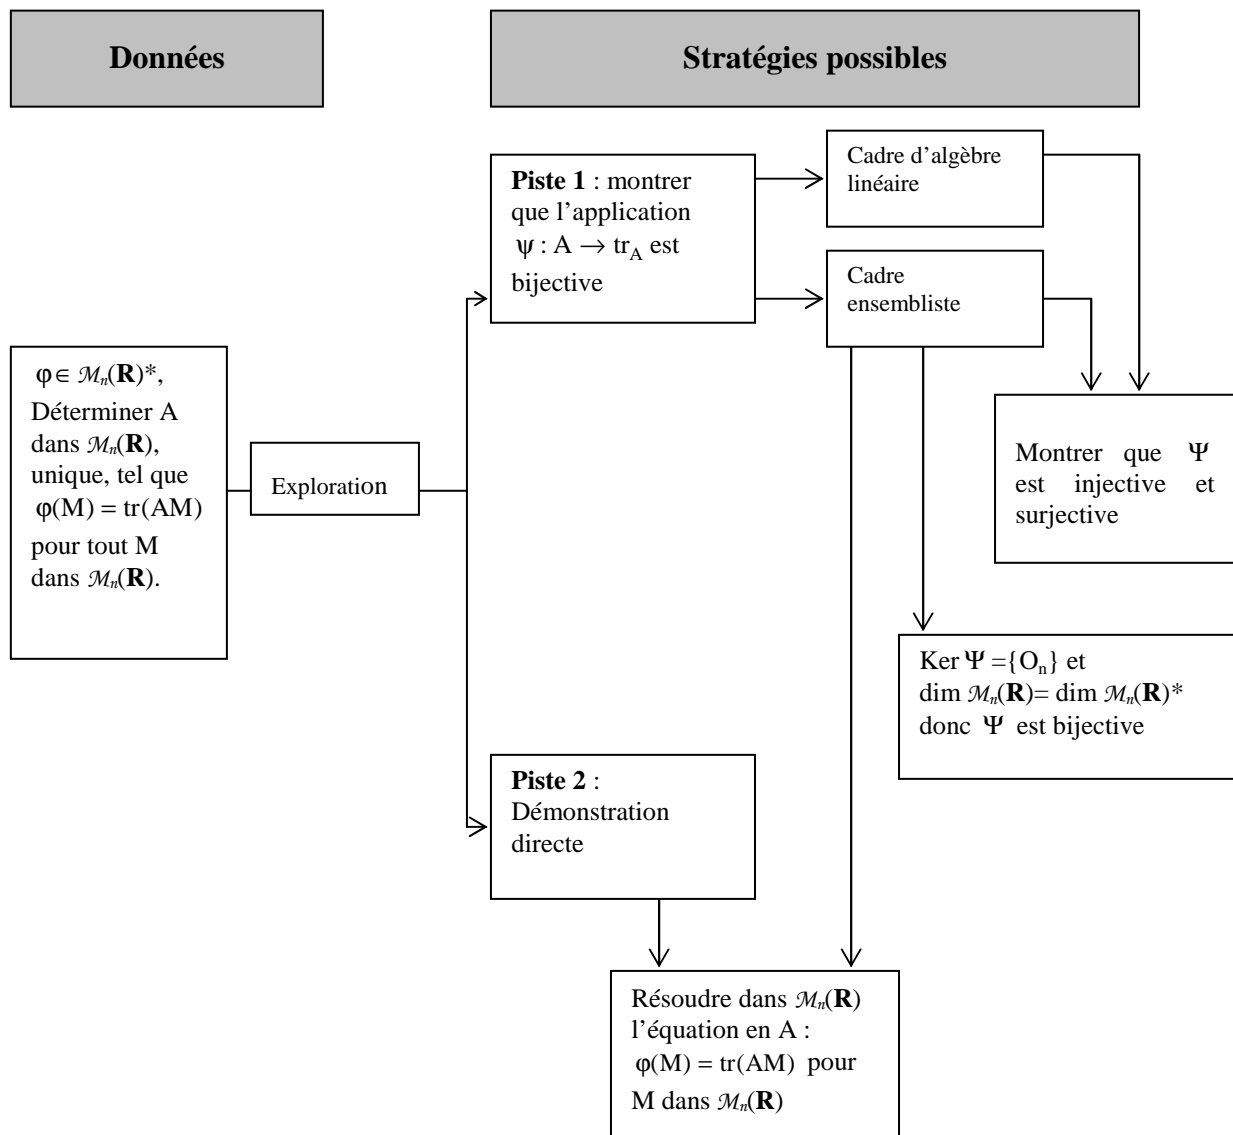 Données
Stratégies possibles
Piste 1 : montrer
que l’application
ψ : A → tr_A est
bijective
Cadre d’algèbre
linéaire
Cadre
ensembliste
φ ∈ ℳn(R)*,
Déterminer A
dans ℳn(R),
unique, tel que
φ(M) = tr(AM)
pour tout M
dans ℳn(R).
Exploration
Montrer que Ψ
est injective et
surjective
Ker Ψ ={O_n} et
dim ℳn(R)= dim ℳn(R)*
donc Ψ est bijective
Piste 2 :
Démonstration
directe
Résoudre dans ℳn(R)
l’équation en A :
φ(M) = tr(AM) pour
M dans ℳn(R)